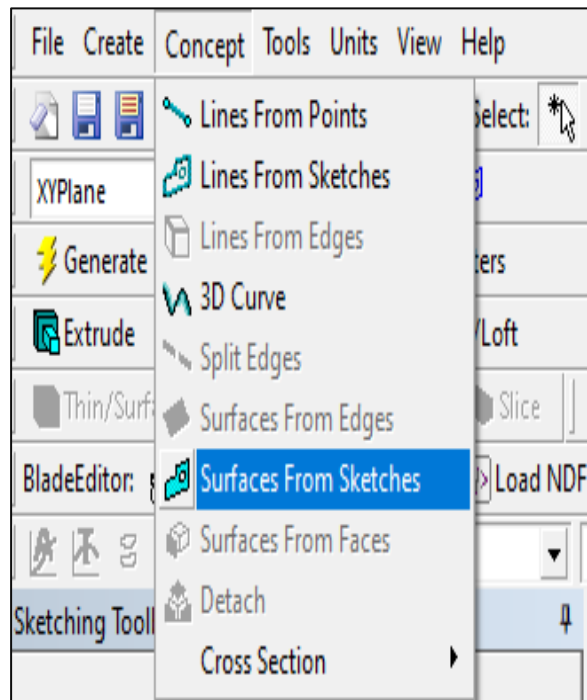 File Create Concept Tools Units View Help
Lines From Points
Select:
Lines From Sketches
XYPlane
Lines From Edges
Generate
3D Curve
Extrude
/Loft
Split Edges
Thin/Surf
Surfaces From Edges
Slice
BladeEditor:
Surfaces From Sketches
Load NDF
Surfaces From Faces
Detach
Sketching Tool
Cross Section